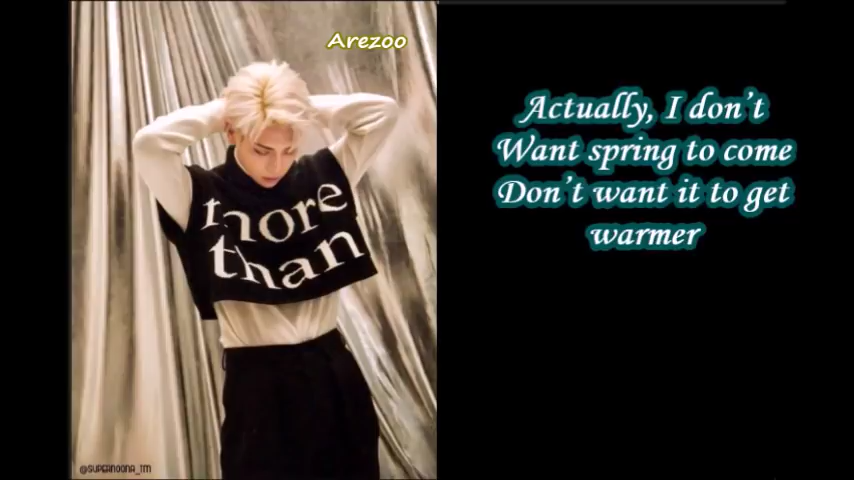 Arezoo
more
than
@SUPERNOONA_TM
Actually, I don't
Want spring to come
Don't want it to get
warmer